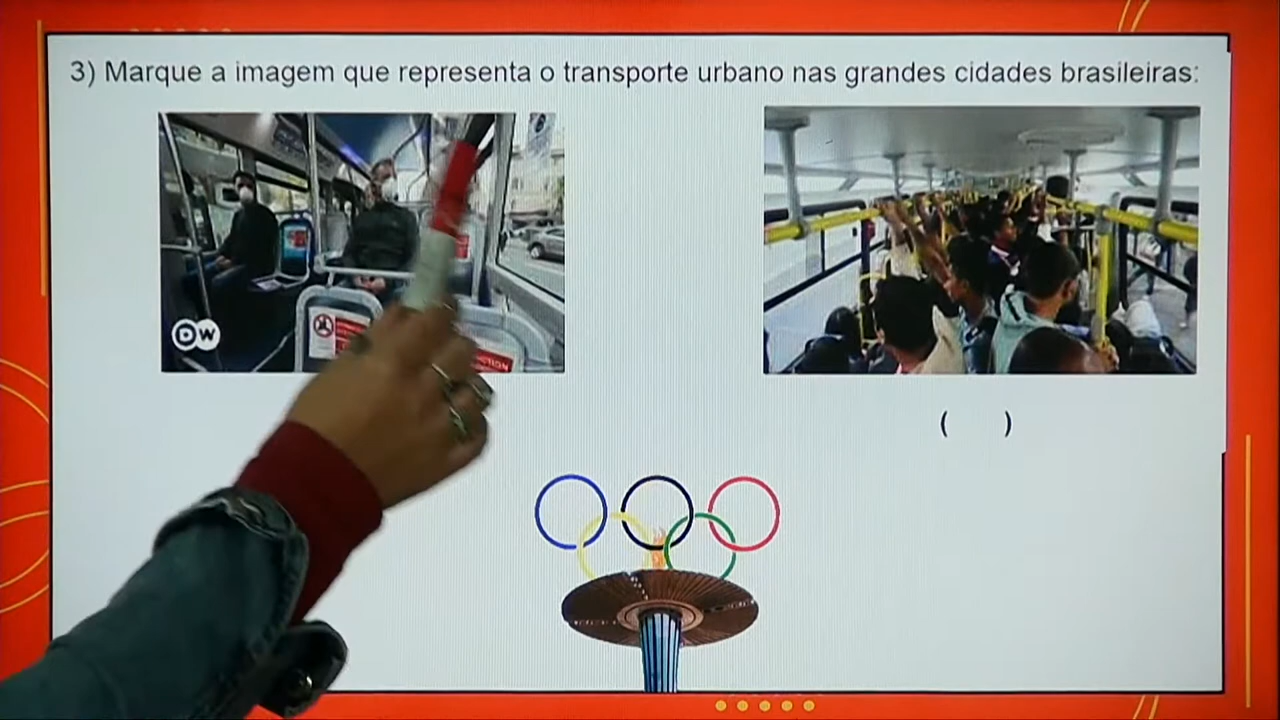 3) Marque a imagem que representa o transporte urbano nas grandes cidades brasileiras:
DW
( )